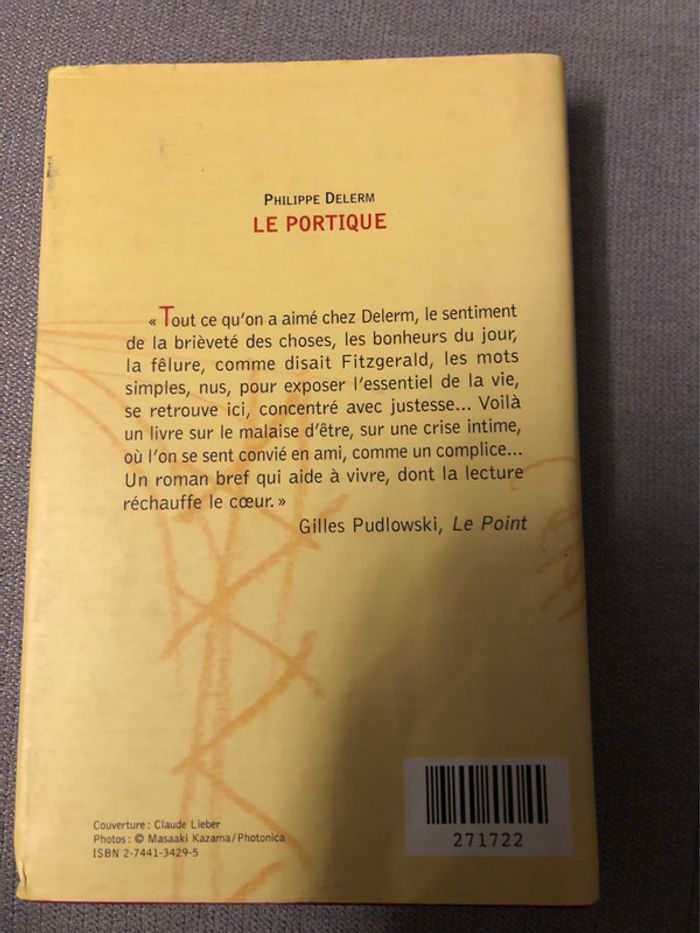 PHILIPPE DELERM
LE PORTIQUE
« Tout ce qu'on a aimé chez Delerm, le sentiment
de la brièveté des choses, les bonheurs du jour,
la fêlure, comme disait Fitzgerald, les mots
simples, nus, pour exposer l'essentiel de la vie,
se retrouve ici, concentré avec justesse... Voilà
un livre sur le malaise d'être, sur une crise intime,
où l'on se sent convié en ami, comme un complice...
Un roman bref qui aide à vivre, dont la lecture
réchauffe le cœur. »
Gilles Pudlowski, Le Point
Couverture : Claude Lieber
Photos : © Masaaki Kazama/Photonica
ISBN 2-7441-3429-5
271722